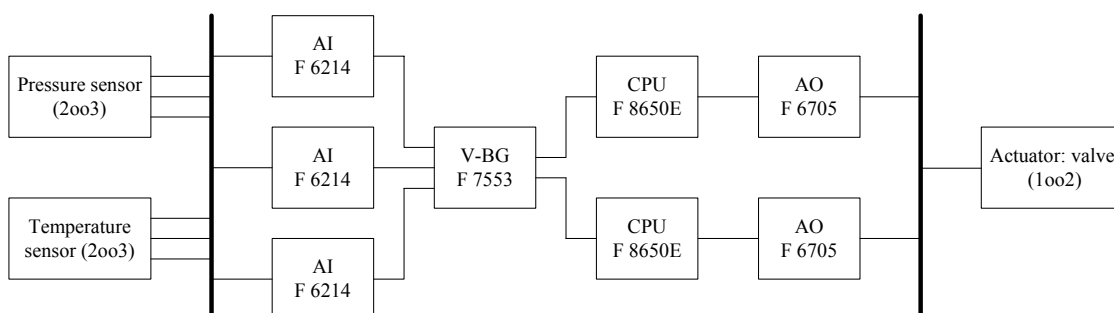 Pressure sensor
(2oo3)
Temperature
sensor (2oo3)
AI
F 6214
AI
F 6214
AI
F 6214
V-BG
F 7553
CPU
F 8650E
AO
F 6705
CPU
F 8650E
AO
F 6705
Actuator: valve
(1oo2)